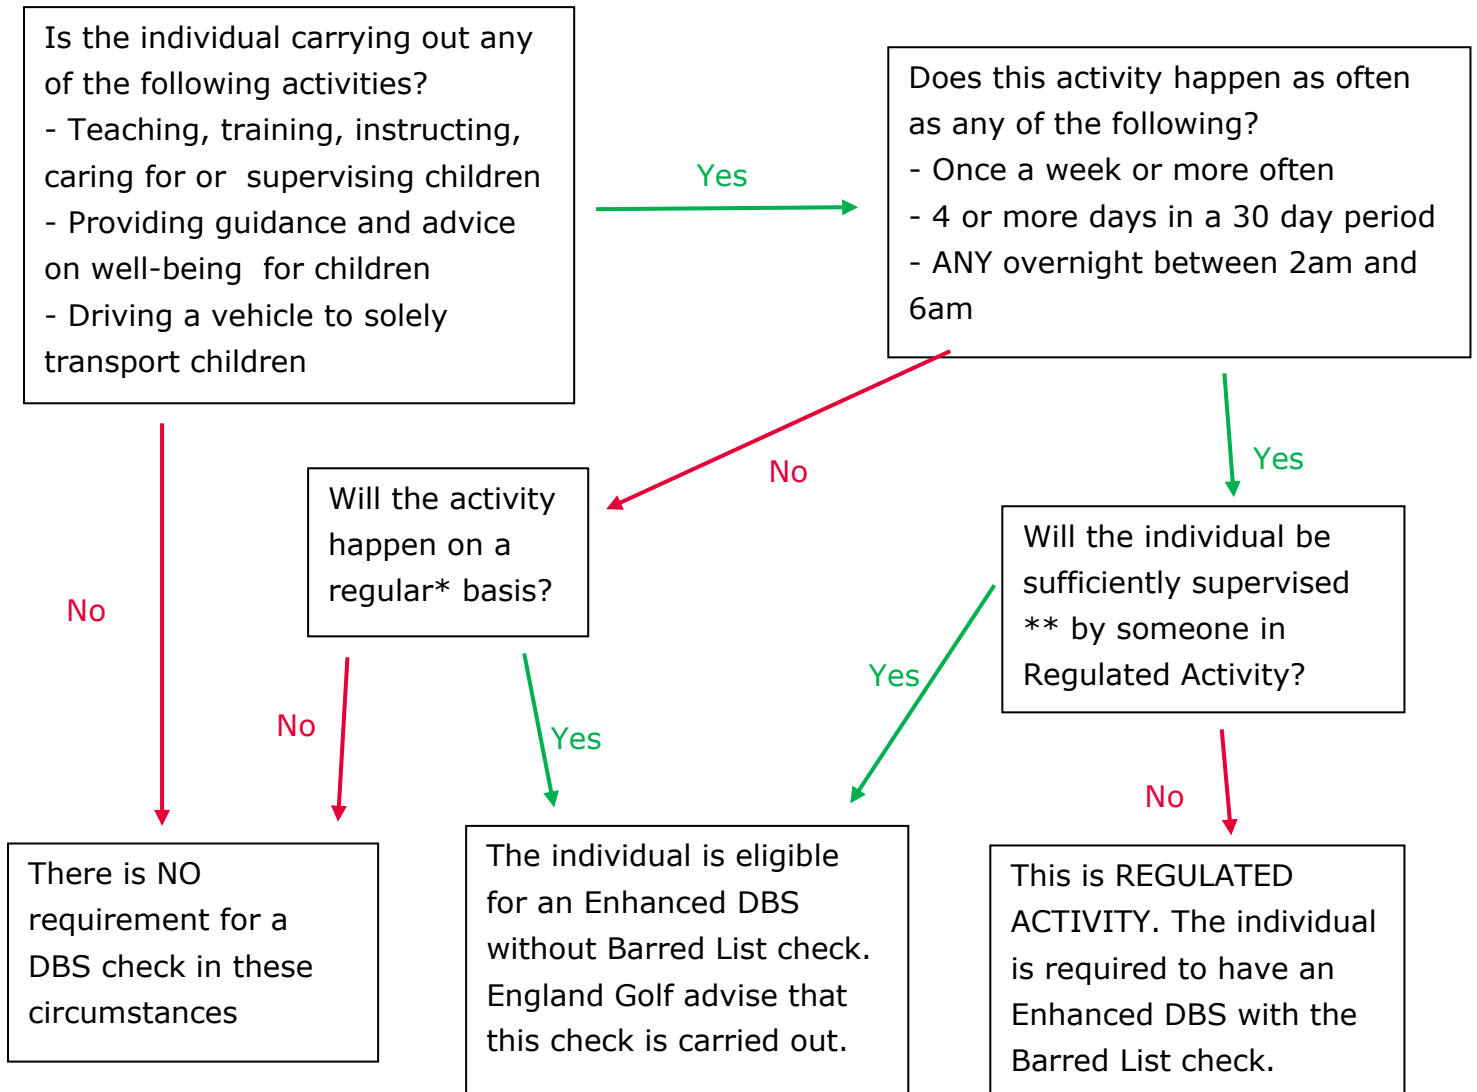 Is the individual carrying out any
of the following activities?
- Teaching, training, instructing,
caring for or  supervising children
- Providing guidance and advice
on well-being  for children
- Driving a vehicle to solely
transport children
Yes
Does this activity happen as often
as any of the following?
- Once a week or more often
- 4 or more days in a 30 day period
- ANY overnight between 2am and
6am
No
Yes
No
Will the activity
happen on a
regular* basis?
Will the individual be
sufficiently supervised
** by someone in
Regulated Activity?
No
Yes
Yes
No
There is NO
requirement for a
DBS check in these
circumstances
The individual is eligible
for an Enhanced DBS
without Barred List check.
England Golf advise that
this check is carried out.
This is REGULATED
ACTIVITY. The individual
is required to have an
Enhanced DBS with the
Barred List check.